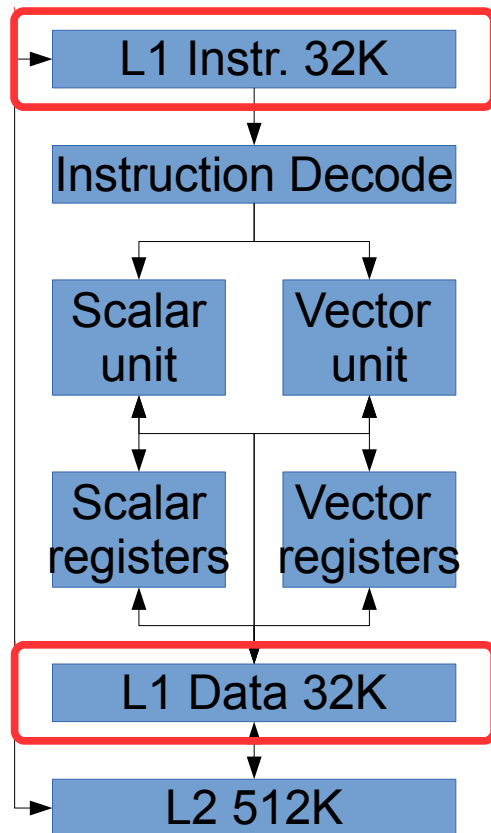 L1 Instr. 32K
Instruction Decode
Scalar
unit
Vector
unit
Scalar
registers
Vector
registers
L1 Data 32K
L2 512K